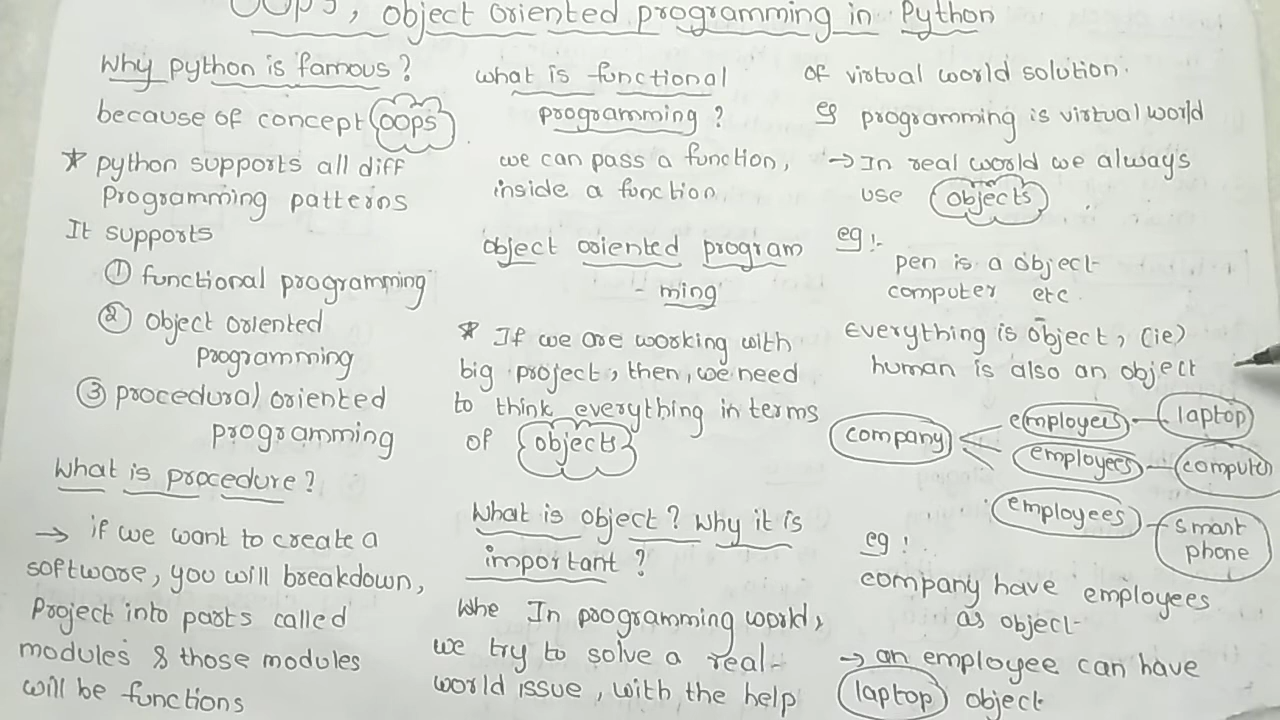 OOPs, object oriented programming in Python
Why python is famous?
because of concept OOPS
* python supports all diff
Programming patterns
It supports
① functional programming
② object oriented
programming
③ procedural oriented
programming
What is procedure?
→ if we want to create a
software, you will breakdown,
Project into parts called
modules & those modules
will be functions
what is functional
programming?
we can pass a function,
inside a function
object oriented program
- ming
* If we are working with
big project, then, we need
to think everything in terms
of objects
What is object? Why it is
important?
Whe In programming world,
we try to solve a real-
world issue, with the help
of virtual world solution.
eg programming is virtual world
→ In real world we always
use objects
eg:-
pen is a object
computer etc
Everything is object, (ie)
human is also an object
company
employees - laptop
employees - computer
employees - smart
phone
eg:
company have employees
as object
→ an employee can have
laptop object